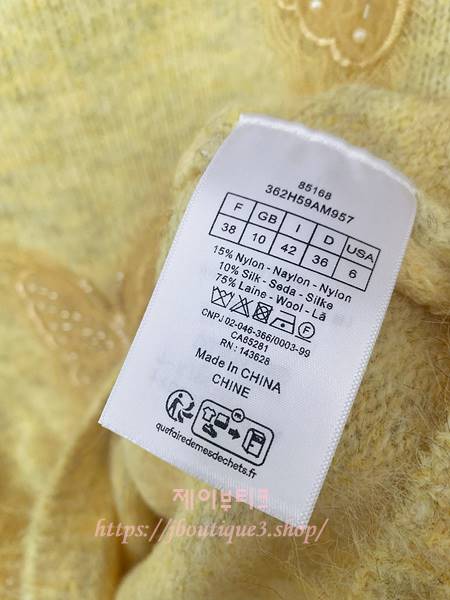 85168
362H59AM957
F GB I D USA
38 10 42 36 6
15% Nylon - Naylon - Nylon
10% Silk - Seda - Silke
75% Laine - Wool - Lã
F
CNPJ 02-046-366/0003-99
CA85281
RN : 143628
Made In CHINA
CHINE
FR
quefairedemesdechets.fr
제이부티크
https://jboutique3.shop/